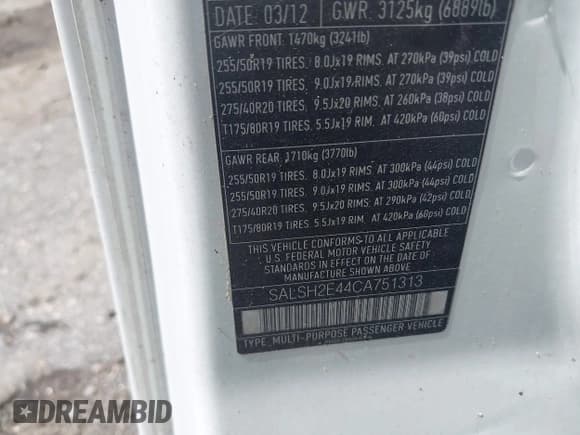 DATE: 03/12 GWR. 3125kg (6889lb)
GAWR FRONT. 1470kg (3241lb)
255/50R19 TIRES. 8.0Jx19 RIMS. AT 270kPa (39psi) COLD
255/50R19 TIRES. 9.0Jx19 RIMS. AT 270kPa (39psi) COLD
275/40R20 TIRES. 9.5Jx20 RIMS. AT 260kPa (38psi) COLD
T175/80R19 TIRES. 5.5Jx19 RIM. AT 420kPa (60psi) COLD
GAWR REAR. 1710kg (3770lb)
255/50R19 TIRES. 8.0Jx19 RIMS. AT 300kPa (44psi) COLD
255/50R19 TIRES. 9.0Jx19 RIMS. AT 300kPa (44psi) COLD
275/40R20 TIRES. 9.5Jx20 RIMS. AT 290kPa (42psi) COLD
T175/80R19 TIRES. 5.5Jx19 RIM. AT 420kPa (60psi) COLD
THIS VEHICLE CONFORMS TO ALL APPLICABLE
U.S. FEDERAL MOTOR VEHICLE SAFETY
STANDARDS IN EFFECT ON THE DATE OF
MANUFACTURE SHOWN ABOVE.
SALSH2E44CA751313
TYPE. MULTI-PURPOSE PASSENGER VEHICLE
DREAMBID